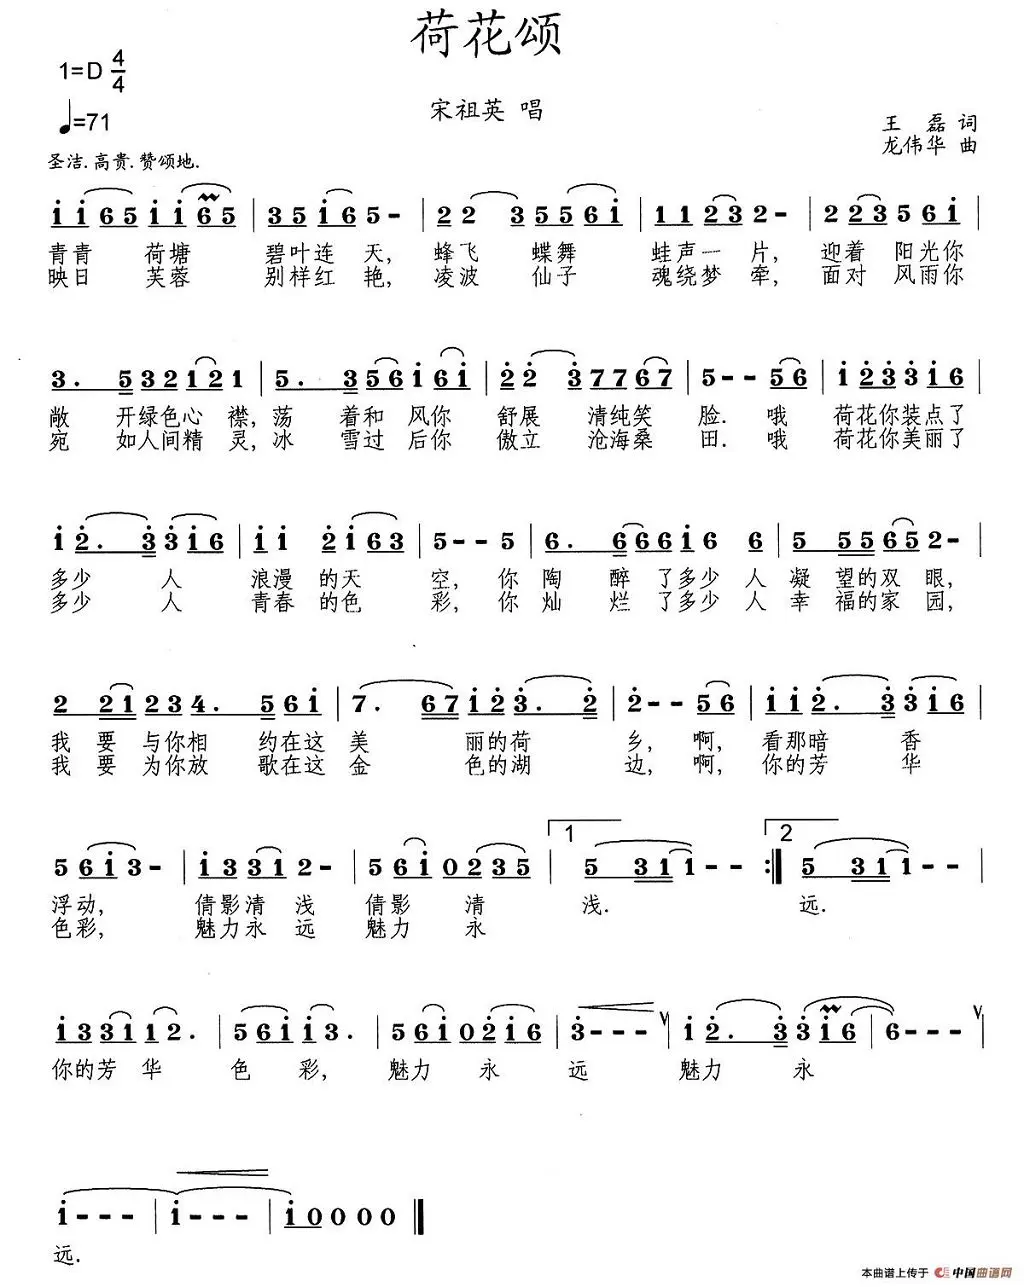 荷花颂
1=D 4/4
♩=71
宋祖英 唱
王 磊 词
龙伟华 曲
圣洁.高贵.赞颂地.
青青 荷塘 碧叶连 天, 蜂飞 蝶舞 蛙声一 片, 迎着 阳光你
映日 芙蓉 别样红 艳, 凌波 仙子 魂绕梦 牵, 面对 风雨你
敞 开绿色心 襟, 荡 着和 风你 舒展 清纯笑 脸. 哦 荷花你装点了
宛 如人间精 灵, 冰 雪过 后你 傲立 沧海桑 田. 哦 荷花你美丽了
多少 人 浪漫 的天 空, 你 陶 醉 了多少 人 凝 望的双 眼,
多少 人 青春 的色 彩, 你 灿 烂 了多少 人 幸 福的家 园,
我 要 与你相 约在这 美 丽的荷 乡, 啊, 看那暗 香
我 要 为你放 歌在这 金 色的湖 边, 啊, 你的芳 华
1 2
浮动, 倩影清 浅 倩影 清 浅. 远.
色彩, 魅力永 远 魅力 永
你的芳 华 色 彩, 魅力 永 远 魅力 永
远.
本曲谱上传于 中国曲谱网